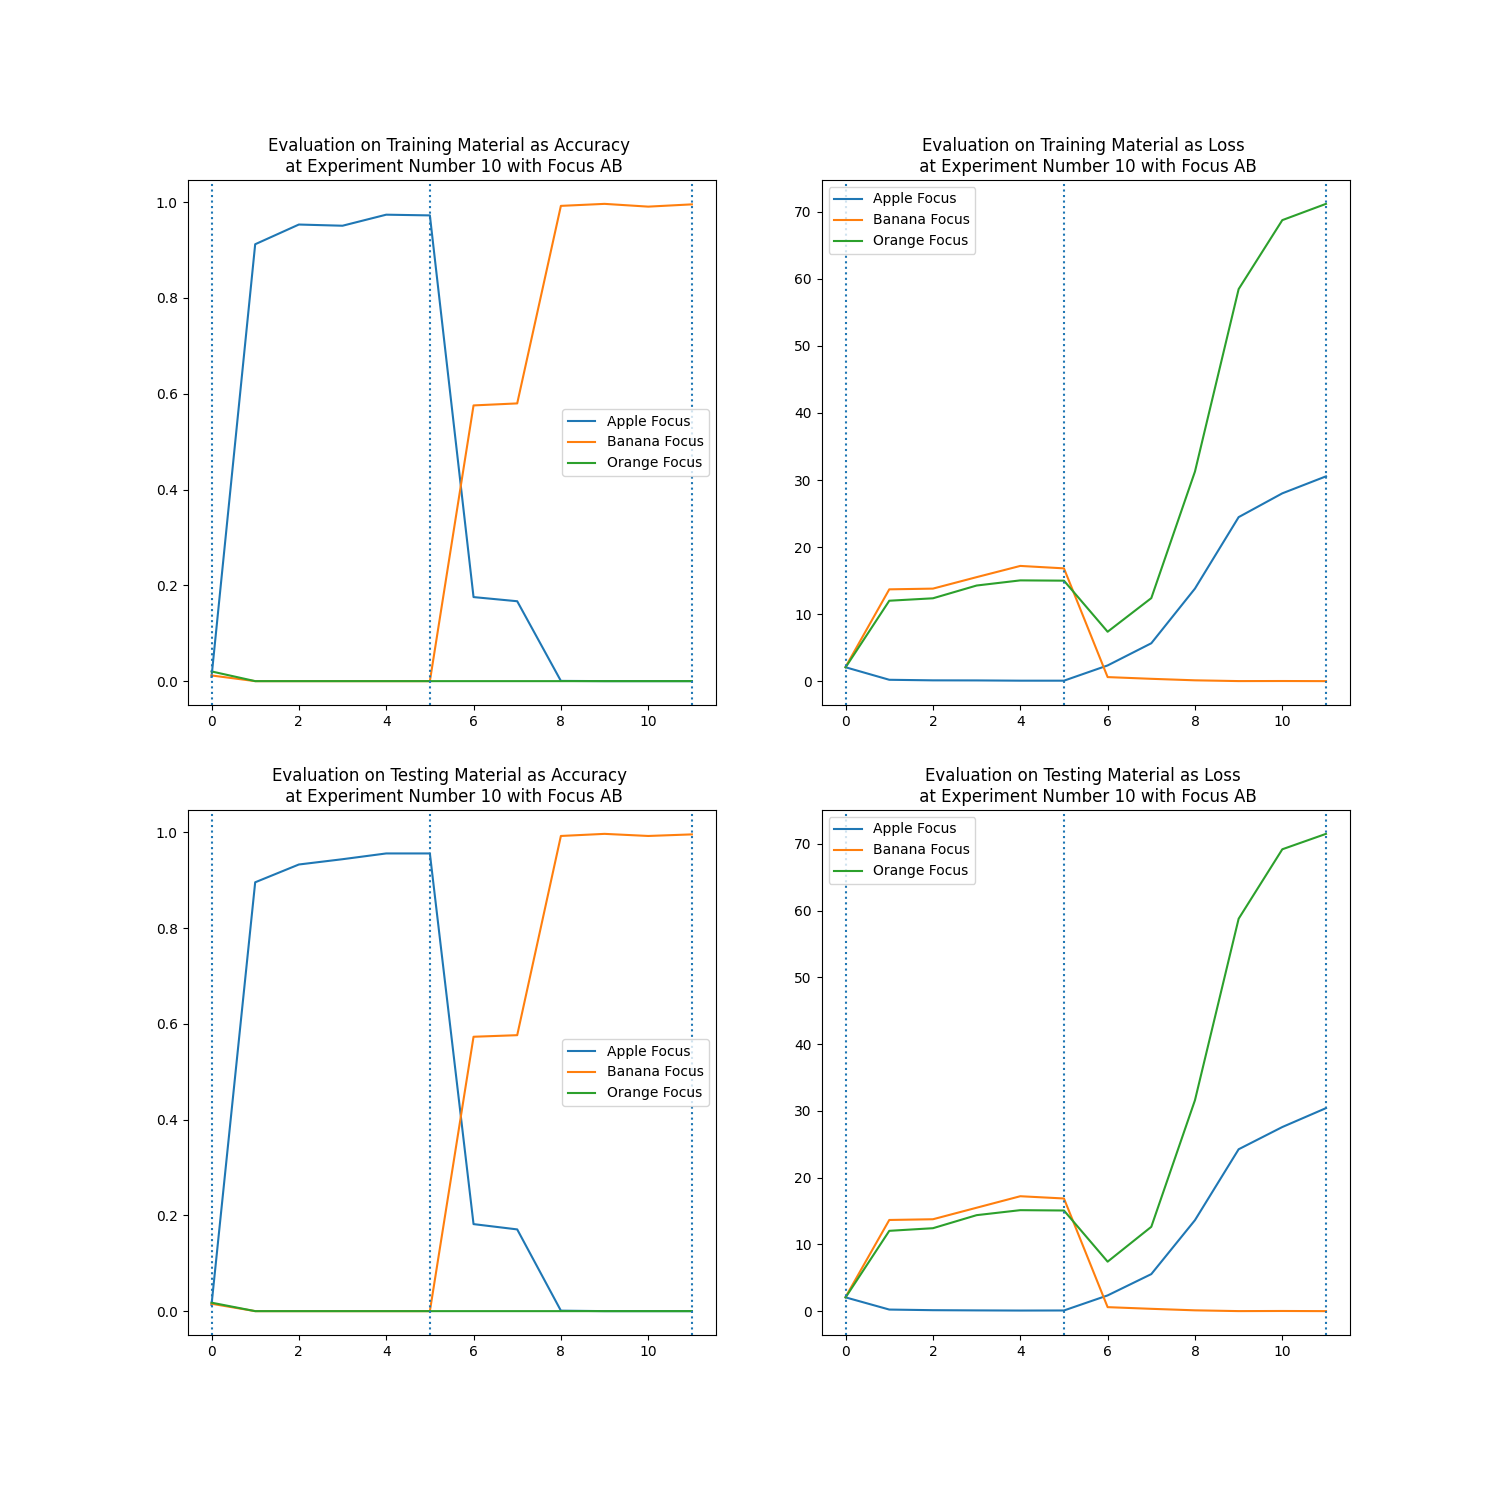 Evaluation on Training Material as Accuracy
at Experiment Number 10 with Focus AB
1.0
0.8
0.6
0.4
0.2
0.0
Apple Focus
Banana Focus
Orange Focus
0 2 4 6 8 10
Evaluation on Training Material as Loss
at Experiment Number 10 with Focus AB
Apple Focus
Banana Focus
Orange Focus
70
60
50
40
30
20
10
0
0 2 4 6 8 10
Evaluation on Testing Material as Accuracy
at Experiment Number 10 with Focus AB
1.0
0.8
0.6
0.4
0.2
0.0
Apple Focus
Banana Focus
Orange Focus
0 2 4 6 8 10
Evaluation on Testing Material as Loss
at Experiment Number 10 with Focus AB
Apple Focus
Banana Focus
Orange Focus
70
60
50
40
30
20
10
0
0 2 4 6 8 10